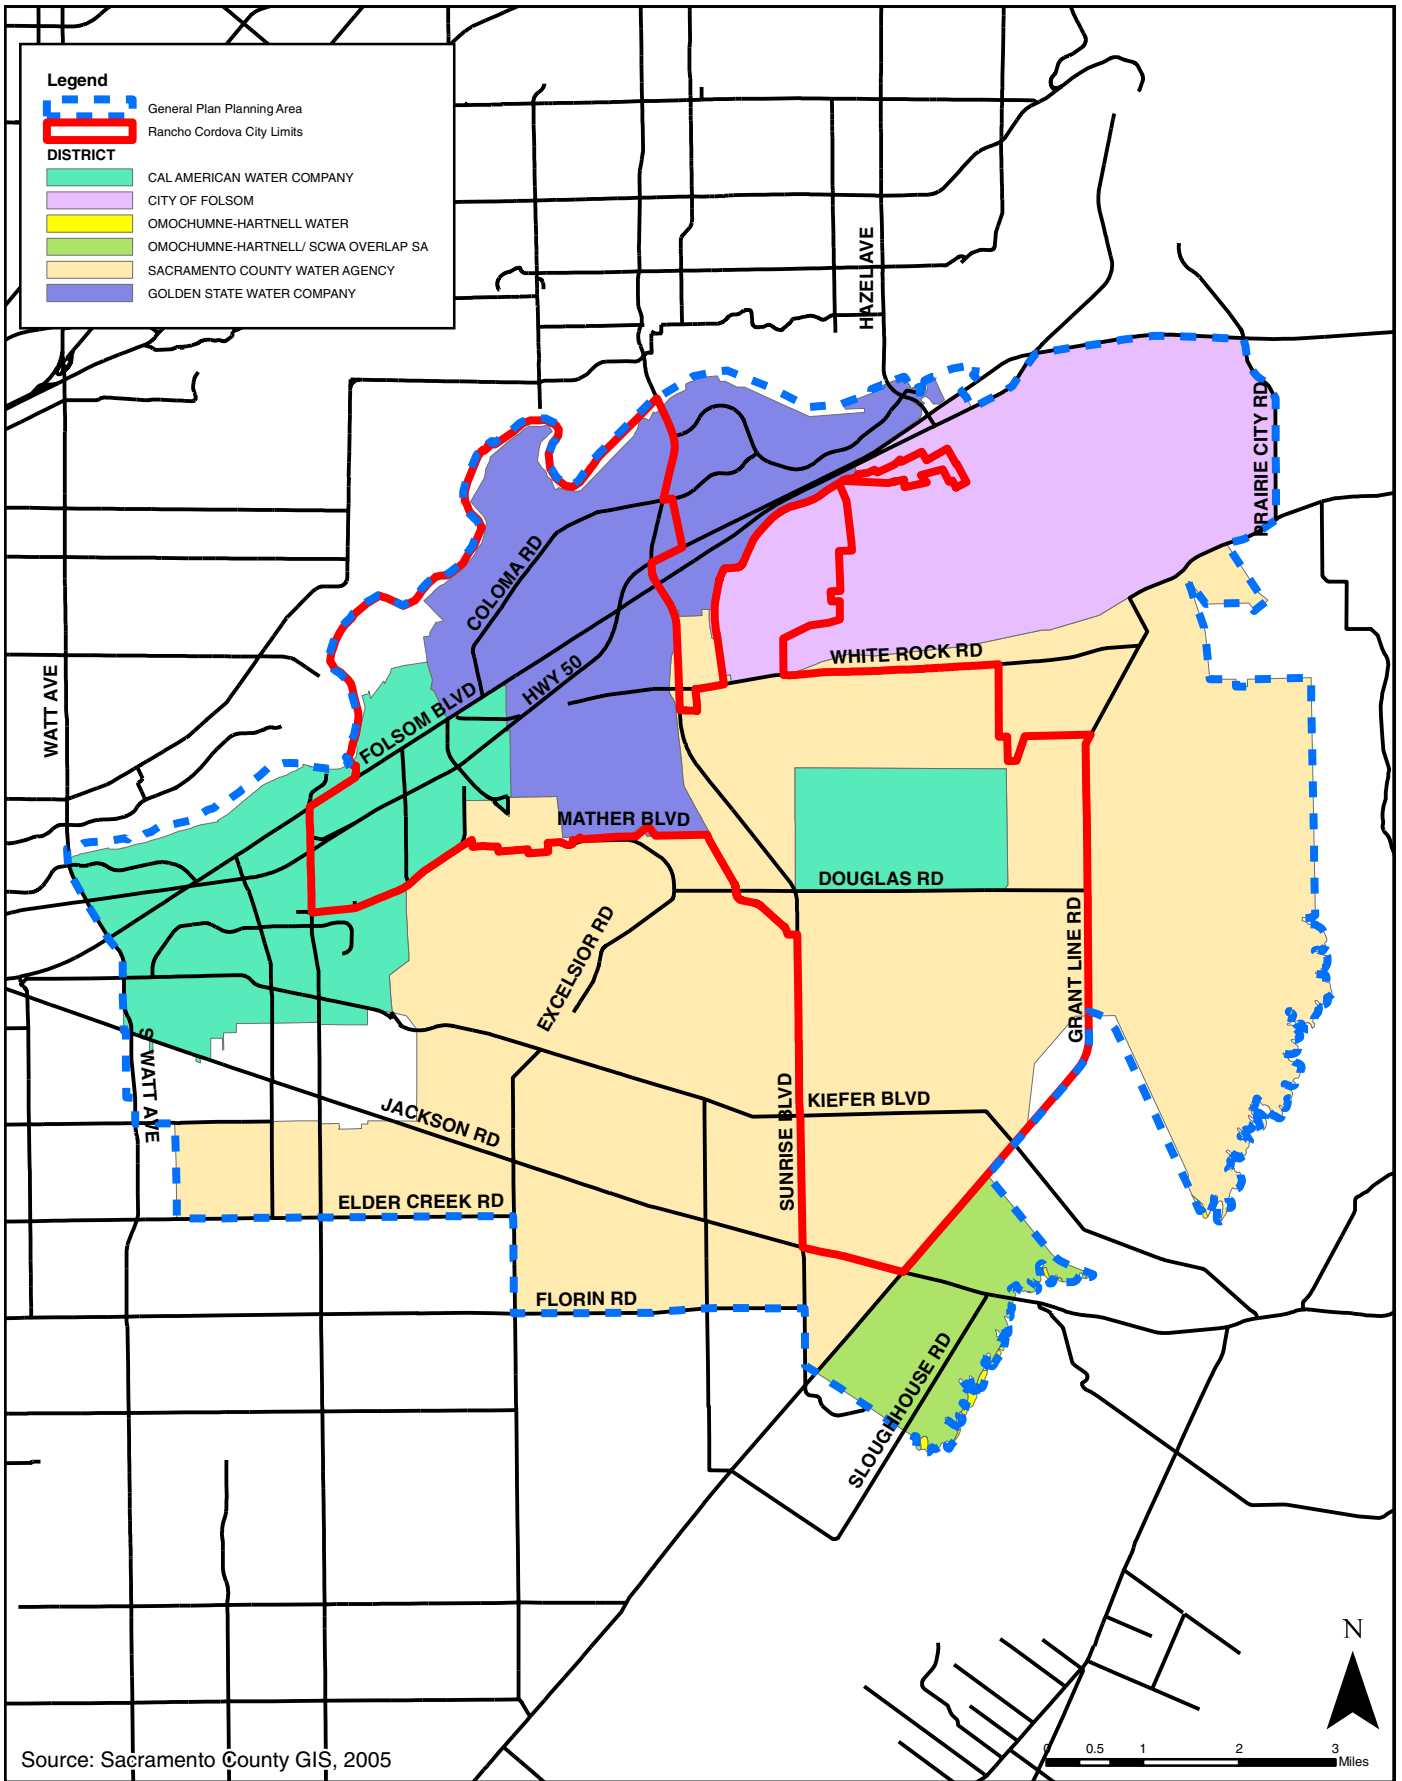 Legend
General Plan Planning Area
Rancho Cordova City Limits
DISTRICT
CAL AMERICAN WATER COMPANY
CITY OF FOLSOM
OMOCHUMNE-HARTNELL WATER
OMOCHUMNE-HARTNELL/ SCWA OVERLAP SA
SACRAMENTO COUNTY WATER AGENCY
GOLDEN STATE WATER COMPANY
HAZEL AVE
PRAIRIE CITY RD
COLOMA RD
WHITE ROCK RD
HWY 50
FOLSOM BLVD
WATT AVE
MATHER BLVD
DOUGLAS RD
GRANT LINE RD
EXCELSIOR RD
S WATT AVE
KIEFER BLVD
JACKSON RD
SUNRISE BLVD
ELDER CREEK RD
FLORIN RD
SLOUGHHOUSE RD
N
0 0.5 1 2 3
Miles
Source: Sacramento County GIS, 2005